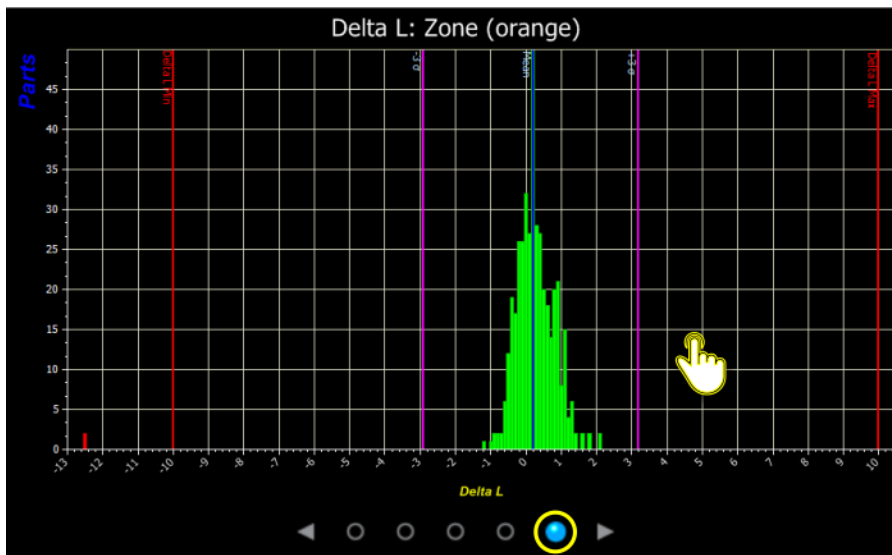 Delta L: Zone (orange)
Parts
Delta L Min
-3 σ
Mean
+3 σ
Delta L Max
45
40
35
30
25
20
15
10
5
0
-13 -12 -11 -10 -9 -8 -7 -6 -5 -4 -3 -2 -1 0 1 2 3 4 5 6 7 8 9 10
Delta L